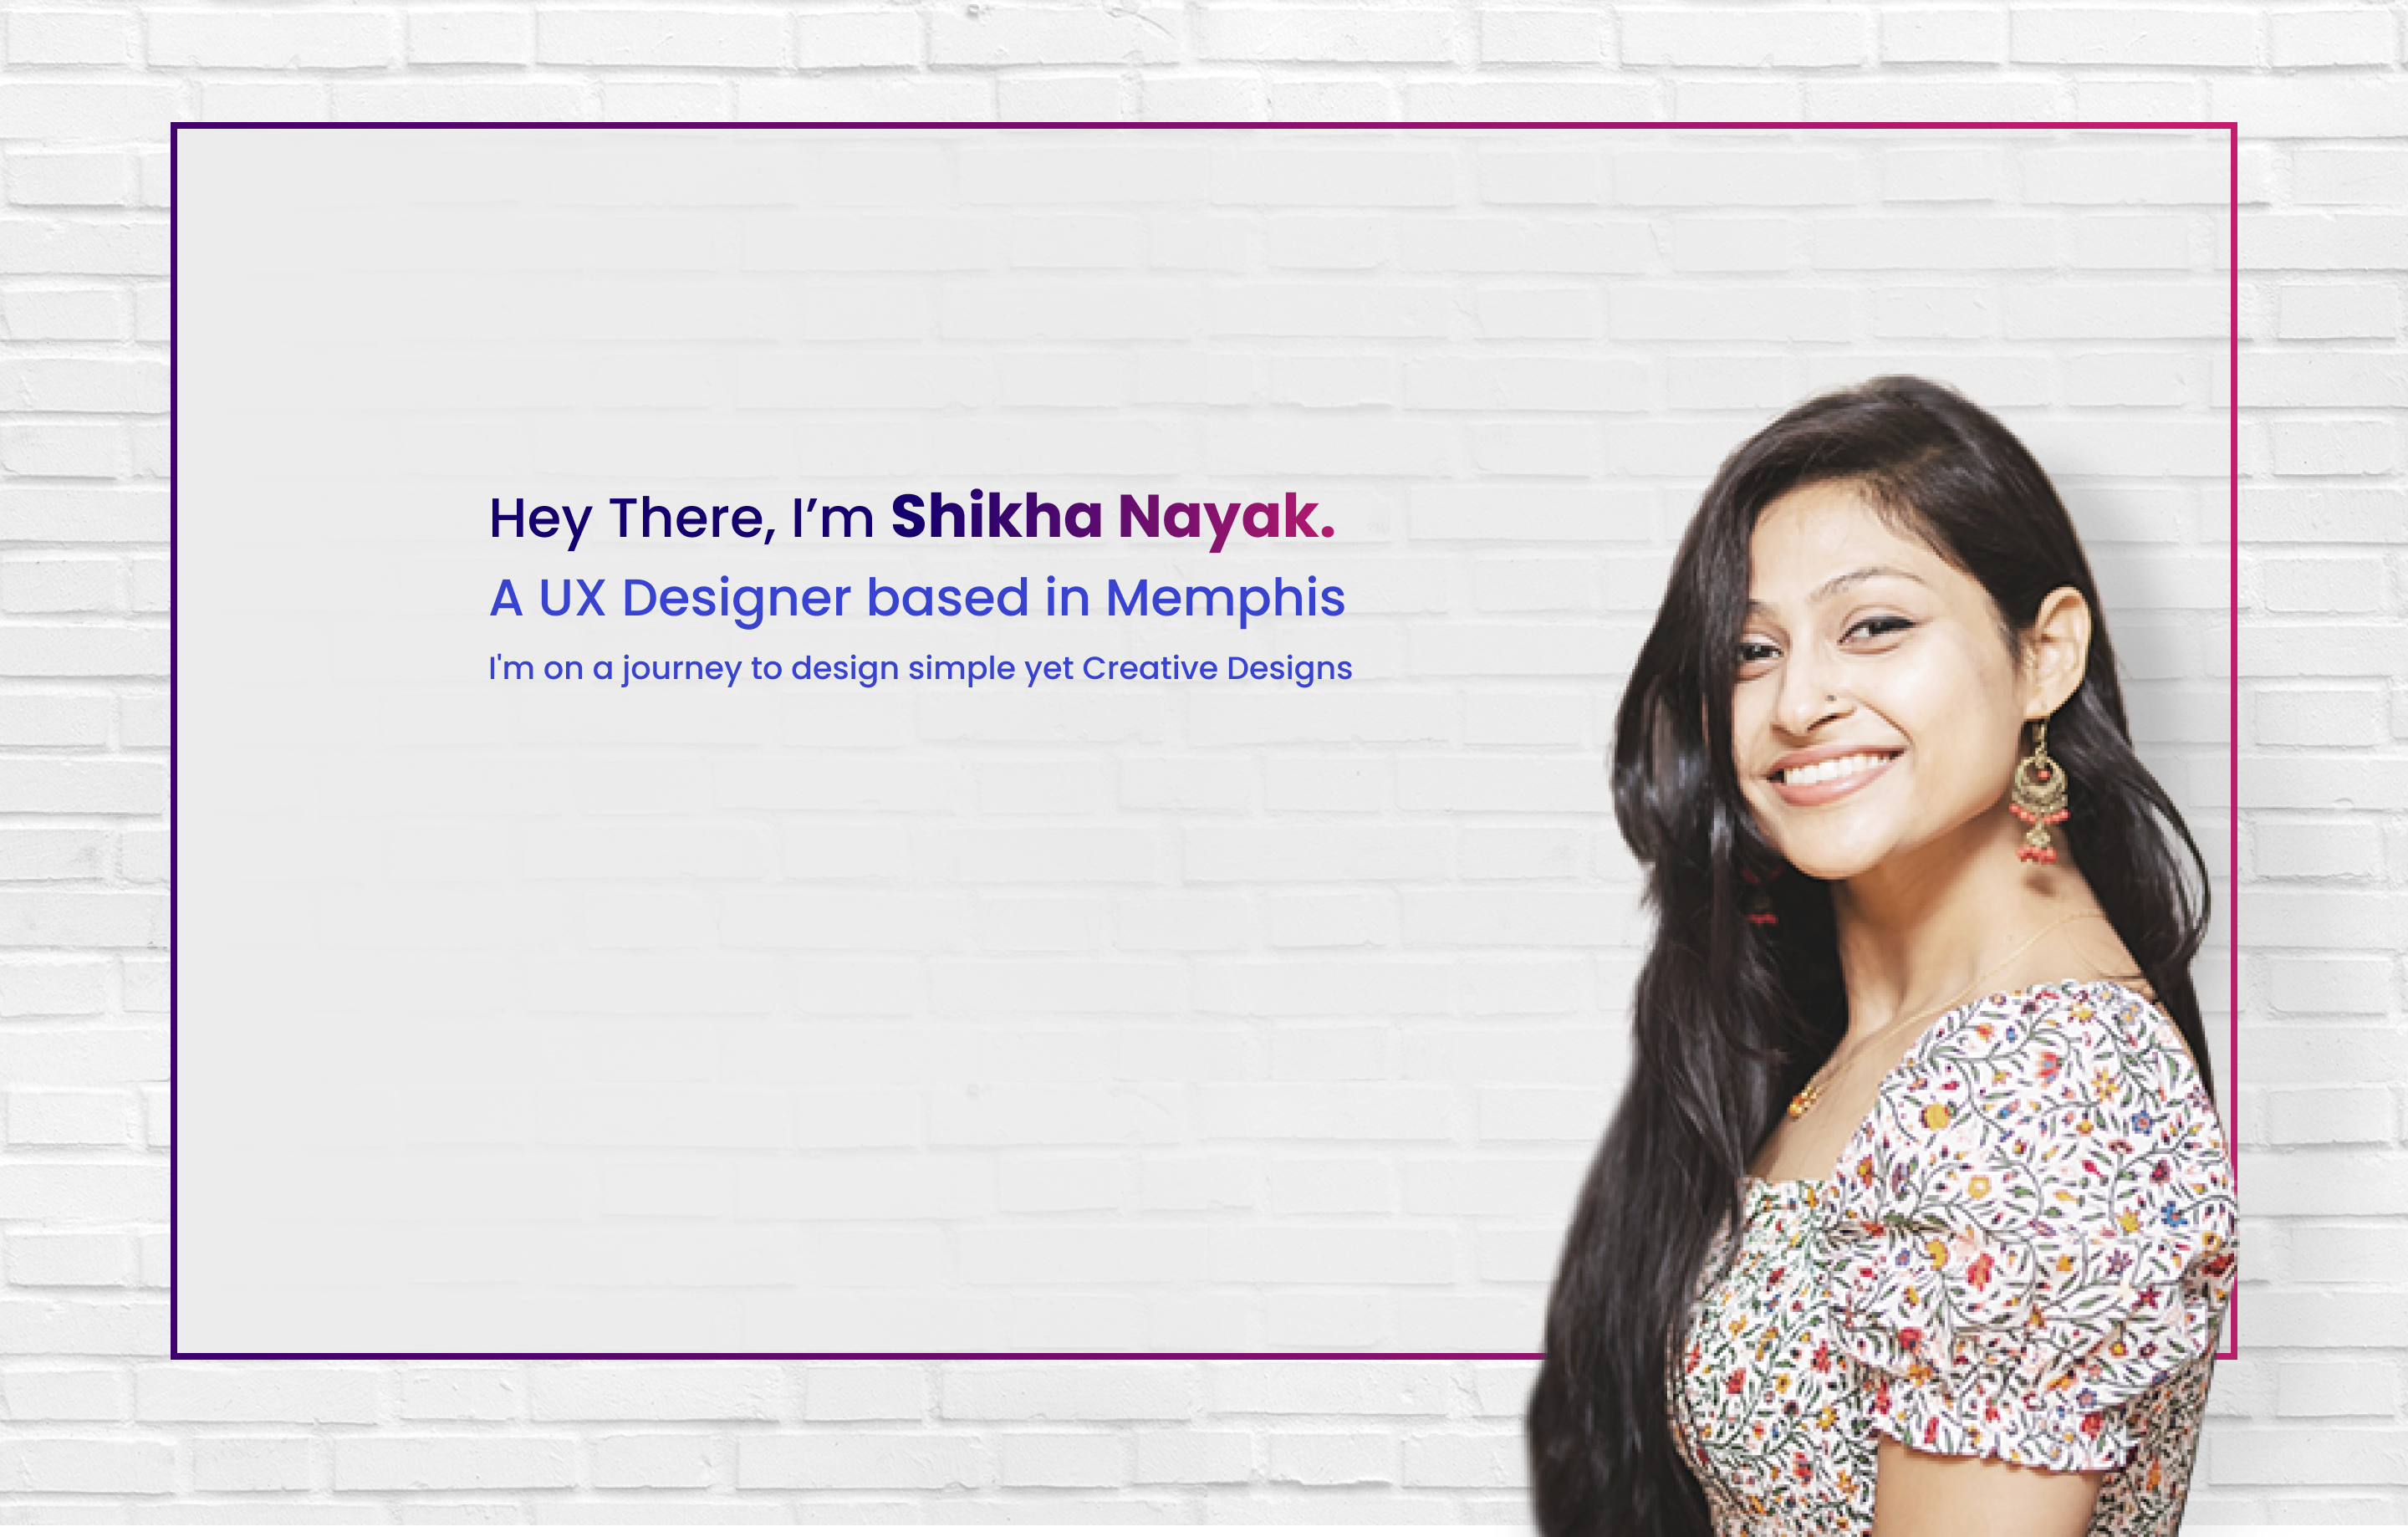 Hey There, I’m Shikha Nayak.
A UX Designer based in Memphis
I'm on a journey to design simple yet Creative Designs